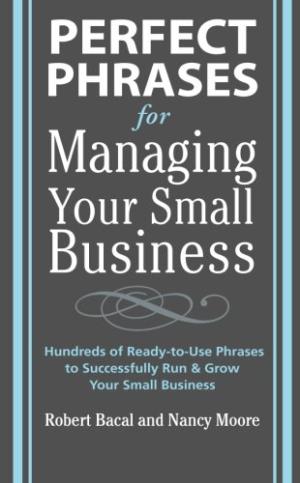 PERFECT
PHRASES
for
Managing
Your Small
Business
Hundreds of Ready-to-Use Phrases
to Successfully Run & Grow
Your Small Business
Robert Bacal and Nancy Moore